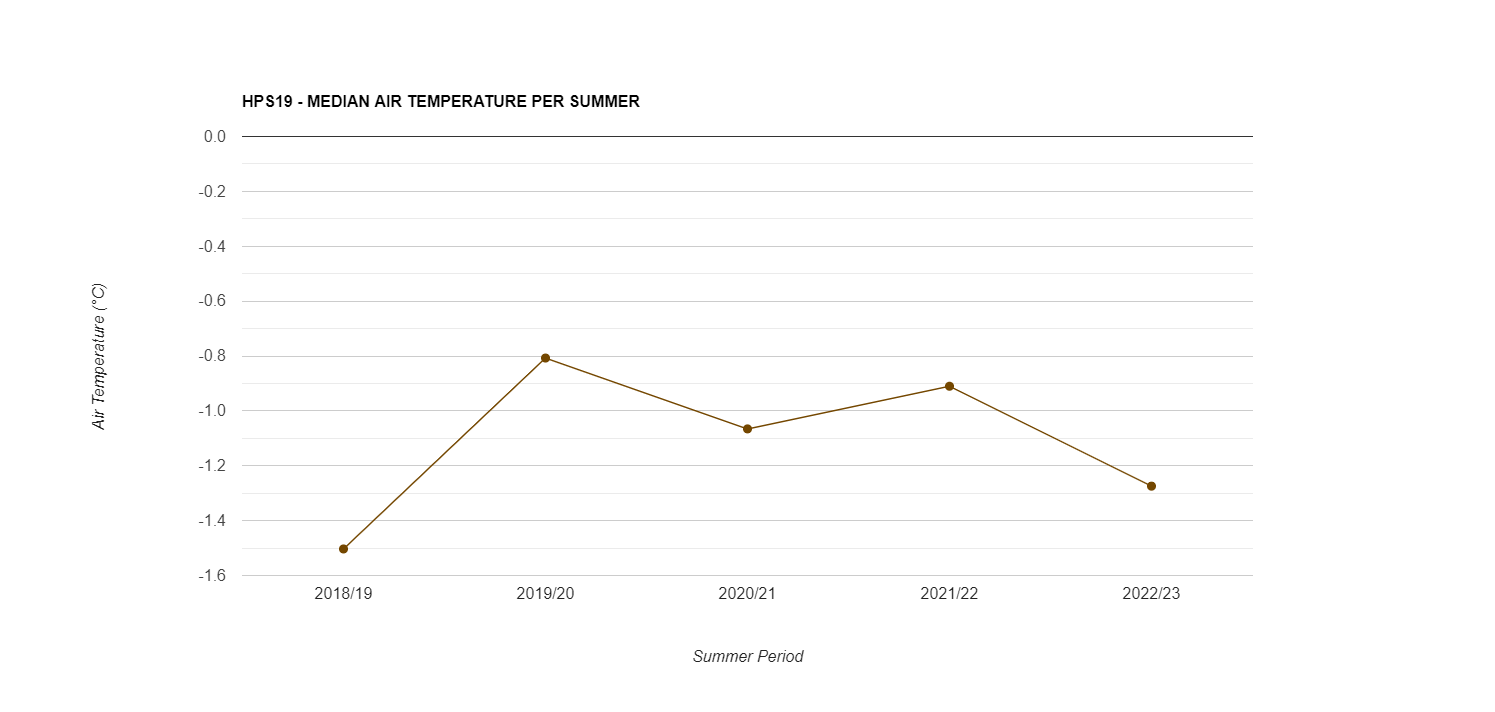 HPS19 - MEDIAN AIR TEMPERATURE PER SUMMER
0.0
-0.2
-0.4
-0.6
-0.8
-1.0
-1.2
-1.4
-1.6
Air Temperature (°C)
2018/19 2019/20 2020/21 2021/22 2022/23
Summer Period